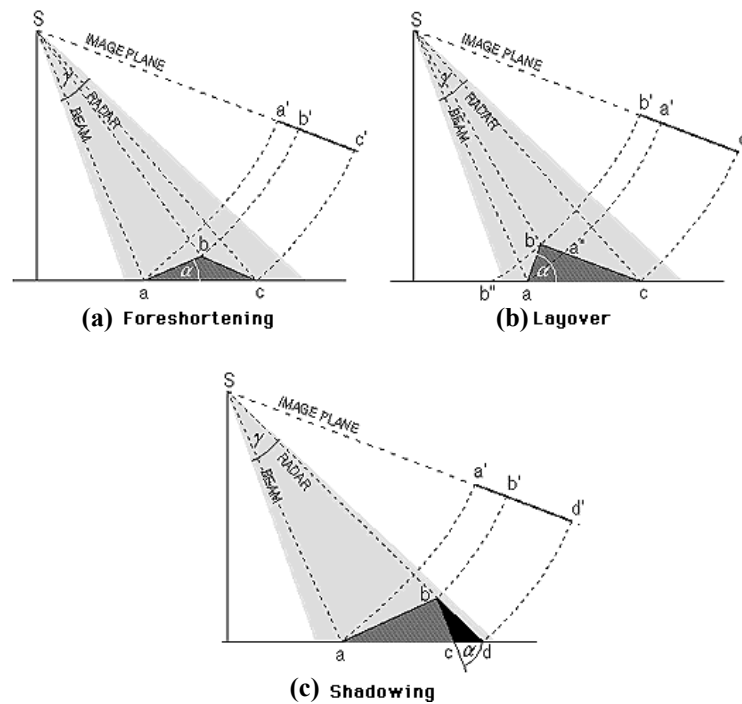 S
IMAGE PLANE
γ
RADAR
BEAM
a' b' c'
b
α
a c
(a) Foreshortening
S
IMAGE PLANE
γ
RADAR
BEAM
b' a' c
b a"
α
b" a c
(b) Layover
S
IMAGE PLANE
γ
RADAR
BEAM
a' b' d'
b
a c α d
(c) Shadowing